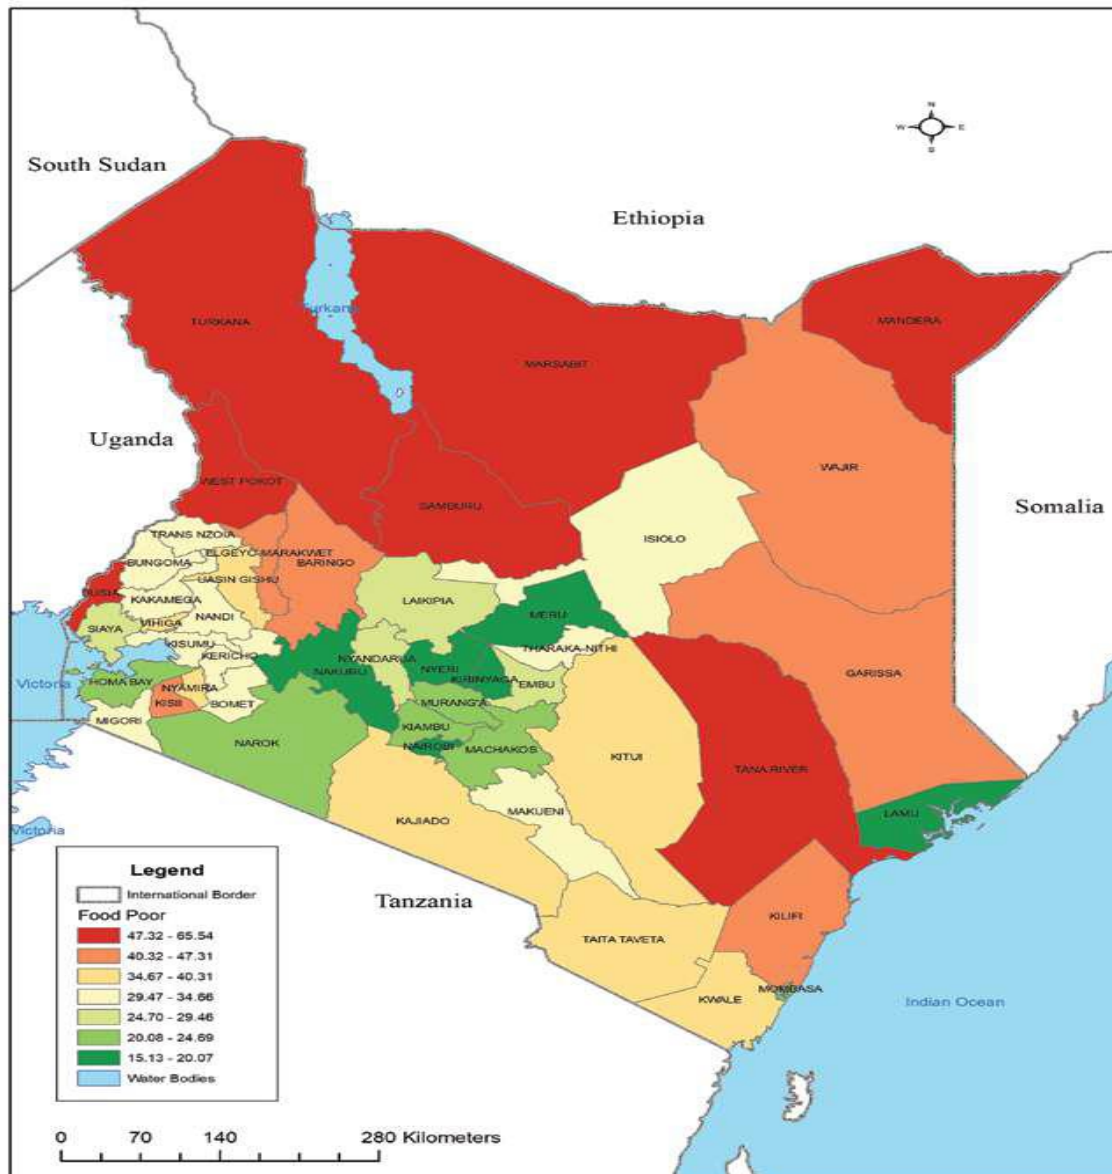 N
W E
S
South Sudan
Ethiopia
TURKANA
Turkana
MANDERA
MARSABIT
Uganda
WAJIR
WEST POKOT
SAMBURU
Somalia
TRANS NZOIA
ISIOLO
ELGEYO-MARAKWET
BUNGOMA
BARINGO
UASIN GISHU
BUSIA
KAKAMEGA
LAIKIPIA
MERU
NANDI
VIHIGA
SIAYA
KISUMU
THARAKA-NITHI
KERICHO
NYANDARUA
NYERI
NAKURU
GARISSA
KIRINYAGA
HOMA BAY
Victoria
NYAMIRA
EMBU
KISII
BOMET
MURANG'A
MIGORI
KIAMBU
NAROK
NAIROBI
MACHAKOS
KITUI
TANA RIVER
MAKUENI
LAMU
KAJIADO
Victoria
Legend
International Border
Tanzania
Food Poor
KILIFI
47.32 - 65.54
TAITA TAVETA
40.32 - 47.31
34.67 - 40.31
MOMBASA
KWALE
Indian Ocean
29.47 - 34.66
24.70 - 29.46
20.08 - 24.69
15.13 - 20.07
Water Bodies
0 70 140 280 Kilometers